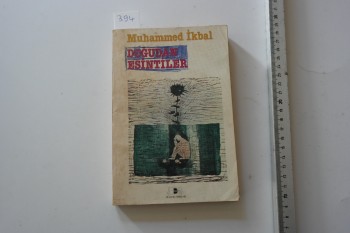 394
Muhammed İkbal
DOĞUDAN
ESİNTİLER